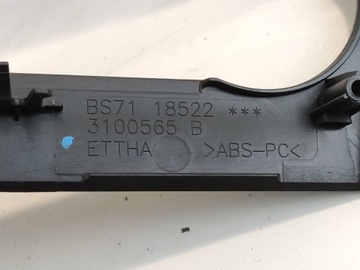 BS71 18522 ***
3100565 B
ETTHA >ABS-PC<